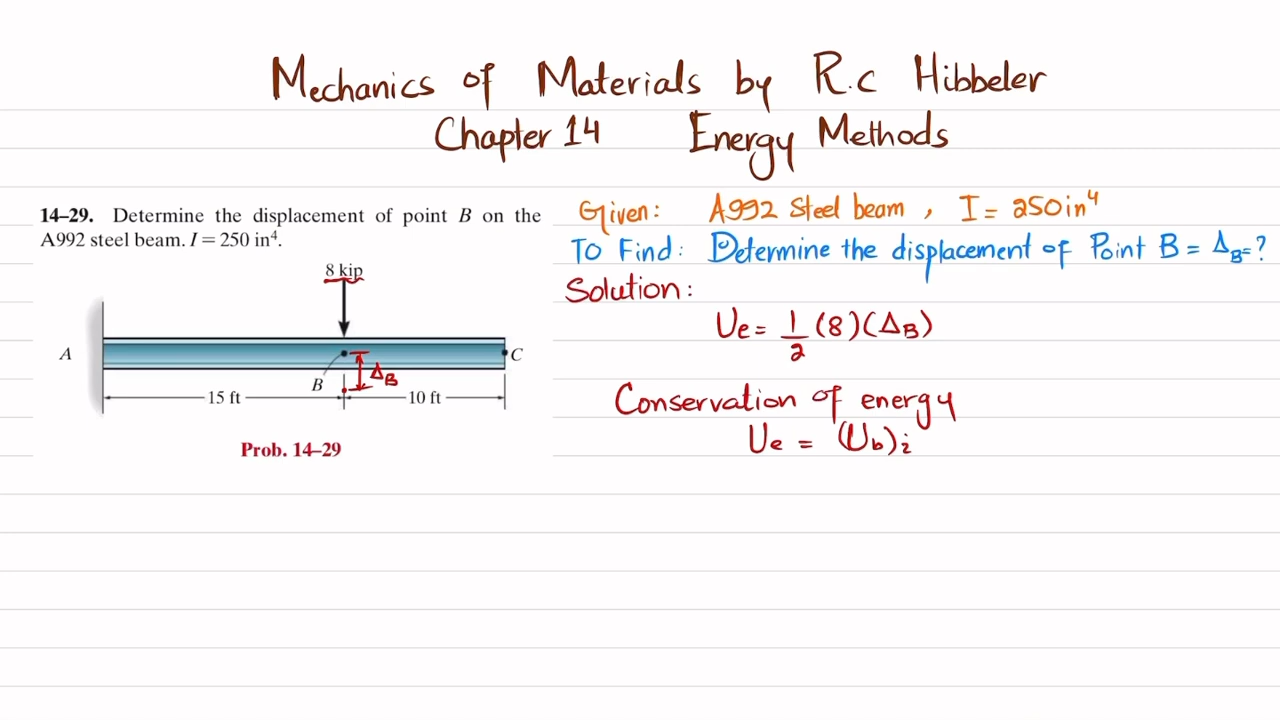 Mechanics of Materials by R.c Hibbeler
Chapter 14 Energy Methods
14–29. Determine the displacement of point B on the
A992 steel beam. I = 250 in⁴.
8 kip
A
B
ΔB
C
15 ft
10 ft
Prob. 14–29
Given: A992 Steel beam , I = 250in⁴
To Find: Determine the displacement of Point B = ΔB=?
Solution:
Ue = 1/2 (8)(ΔB)
Conservation of energy
Ue = (Ub)i